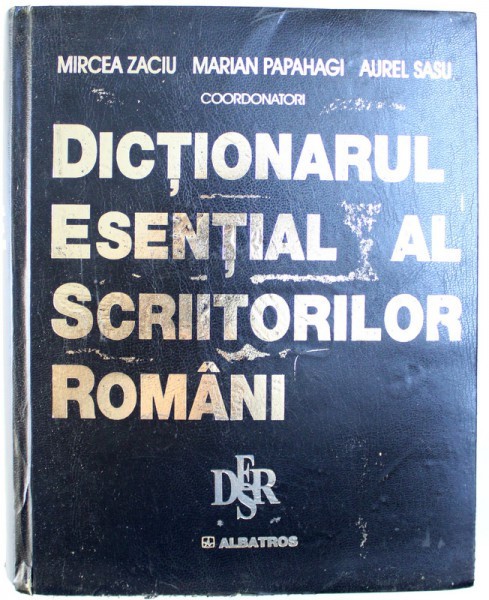 MIRCEA ZACIU MARIAN PAPAHAGI AUREL SASU
COORDONATORI
DICȚIONARUL
ESENȚIAL AL
SCRIITORILOR
ROMÂNI
DESR
ALBATROS